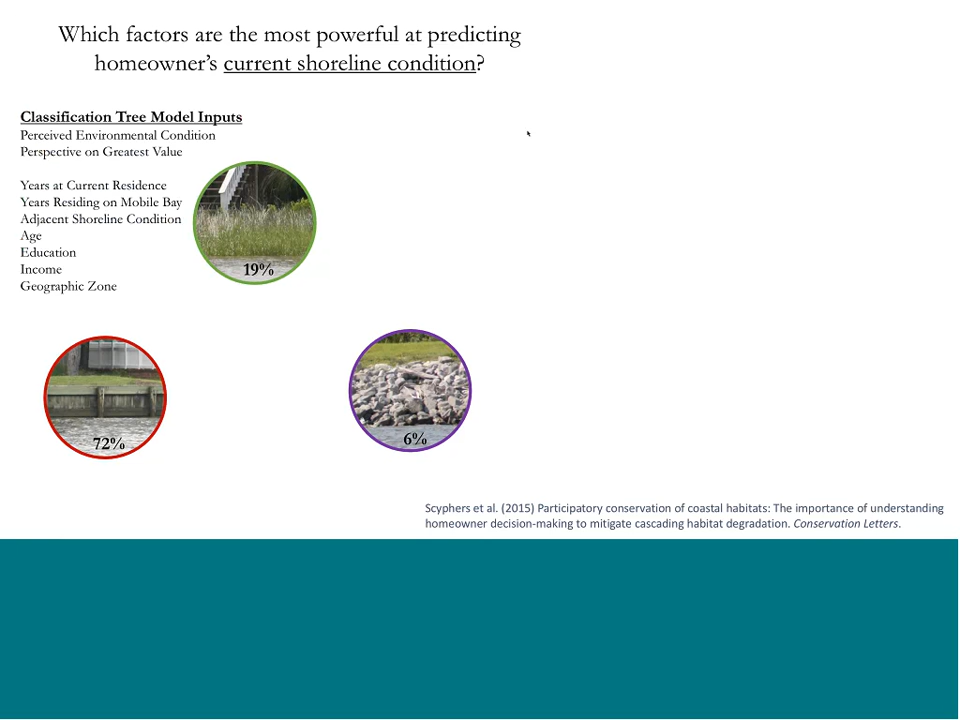 Which factors are the most powerful at predicting
homeowner's current shoreline condition?
Classification Tree Model Inputs
Perceived Environmental Condition
Perspective on Greatest Value
Years at Current Residence
Years Residing on Mobile Bay
Adjacent Shoreline Condition
Age
Education
Income
Geographic Zone
19%
72%
6%
Scyphers et al. (2015) Participatory conservation of coastal habitats: The importance of understanding
homeowner decision-making to mitigate cascading habitat degradation. Conservation Letters.